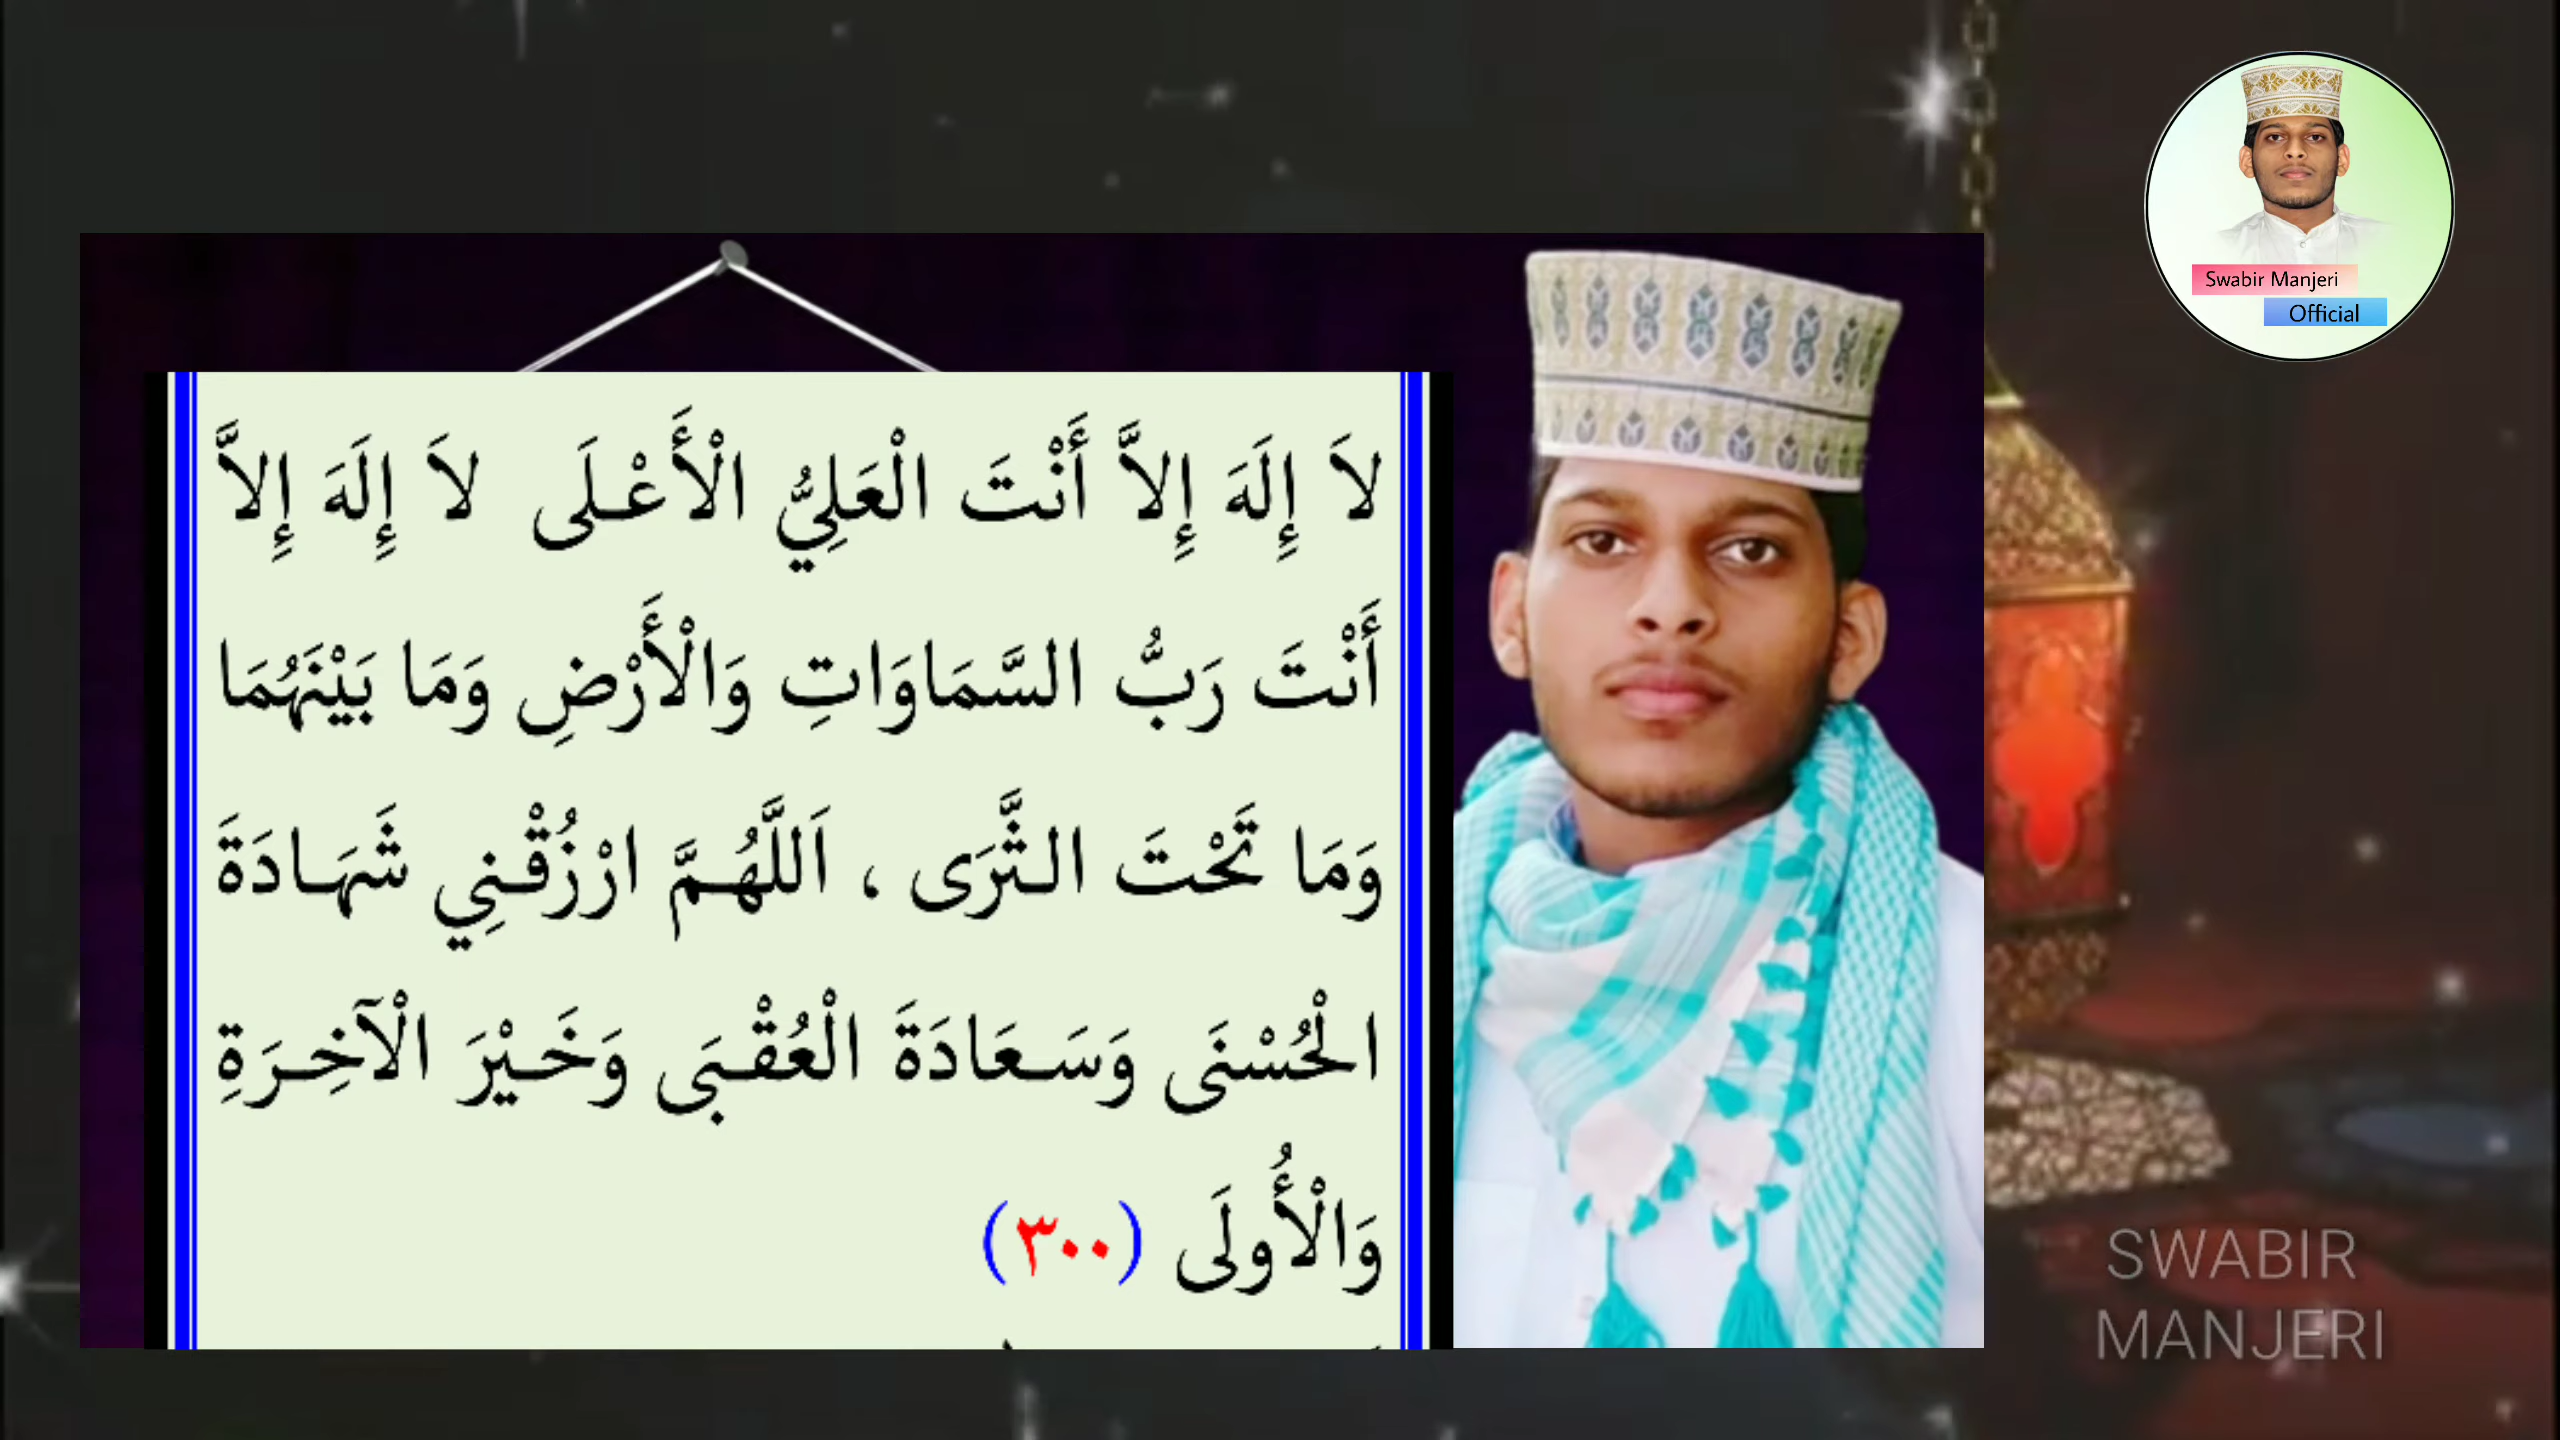 لاَ إِلَهَ إِلاَّ أَنْتَ الْعَلِيُّ الْأَعْلَى لاَ إِلَهَ إِلاَّ
أَنْتَ رَبُّ السَّمَاوَاتِ وَالْأَرْضِ وَمَا بَيْنَهُمَا
وَمَا تَحْتَ الثَّرَى ، اَللَّهُمَّ ارْزُقْنِي شَهَادَةَ
الْحُسْنَى وَسَعَادَةَ الْعُقْبَى وَخَيْرَ الْآخِرَةِ
وَالْأُولَى (٣٠٠)
Swabir Manjeri
Official
SWABIR
MANJERI